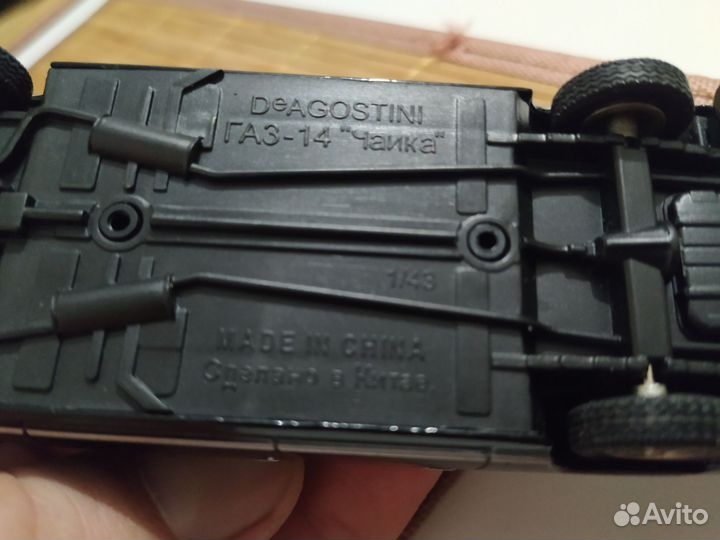 DeAGOSTINI
ГАЗ-14 "Чайка"
1/43
MADE IN CHINA
Сделано в Китае.
Avito